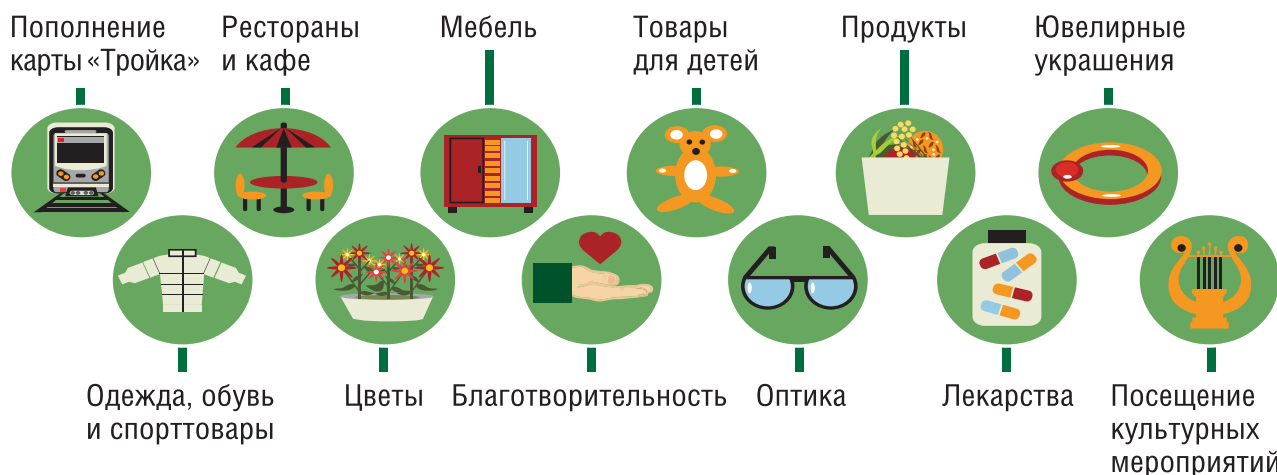 Пополнение
карты «Тройка»
Рестораны
и кафе
Мебель
Товары
для детей
Продукты
Ювелирные
украшения
Одежда, обувь
и спорттовары
Цветы
Благотворительность
Оптика
Лекарства
Посещение
культурных
мероприятий